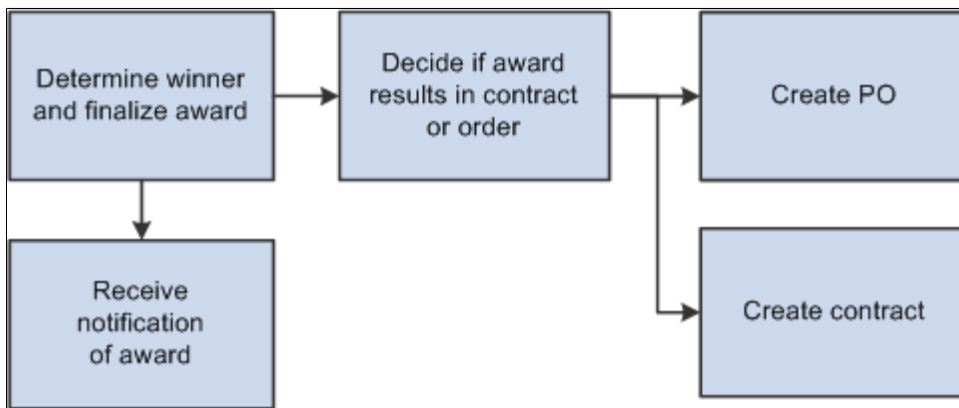 Determine winner
and finalize award
Decide if award
results in contract
or order
Create PO
Receive
notification
of award
Create contract